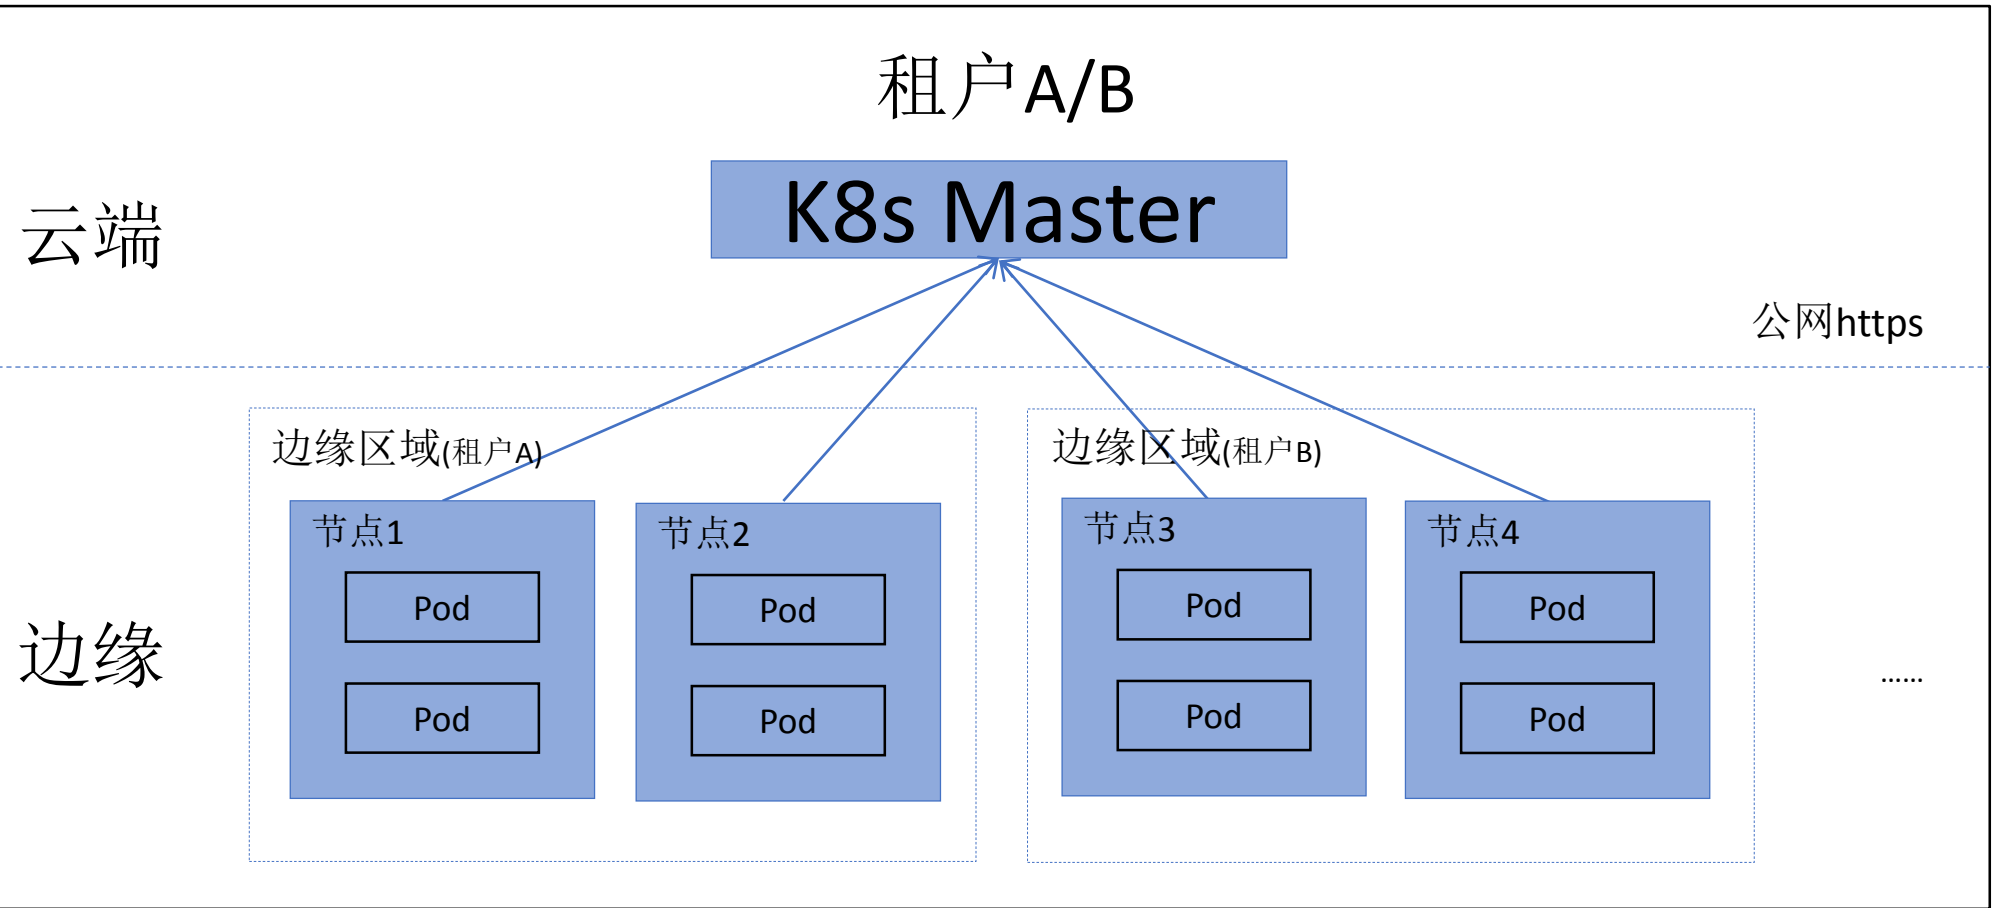 租户A/B
K8s Master
云端
公网https
边缘区域(租户A)
边缘区域(租户B)
节点1
节点2
节点3
节点4
Pod
Pod
Pod
Pod
边缘
Pod
Pod
Pod
Pod
……